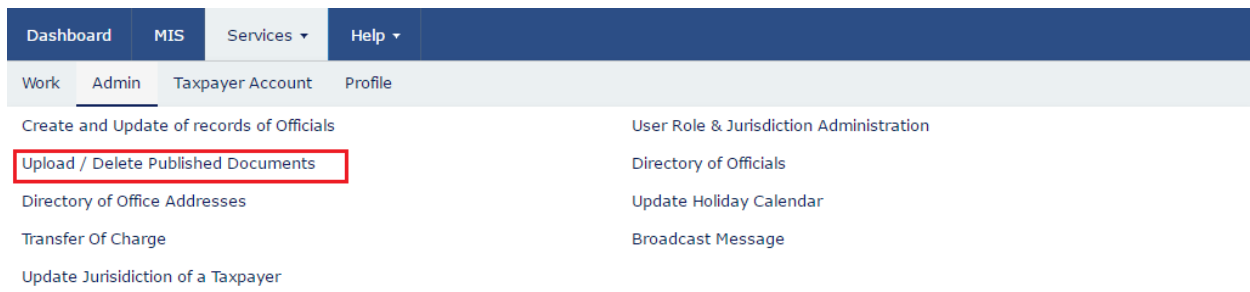 Dashboard MIS Services Help
Work Admin Taxpayer Account Profile
Create and Update of records of Officials User Role & Jurisdiction Administration
Upload / Delete Published Documents Directory of Officials
Directory of Office Addresses Update Holiday Calendar
Transfer Of Charge Broadcast Message
Update Jurisidiction of a Taxpayer